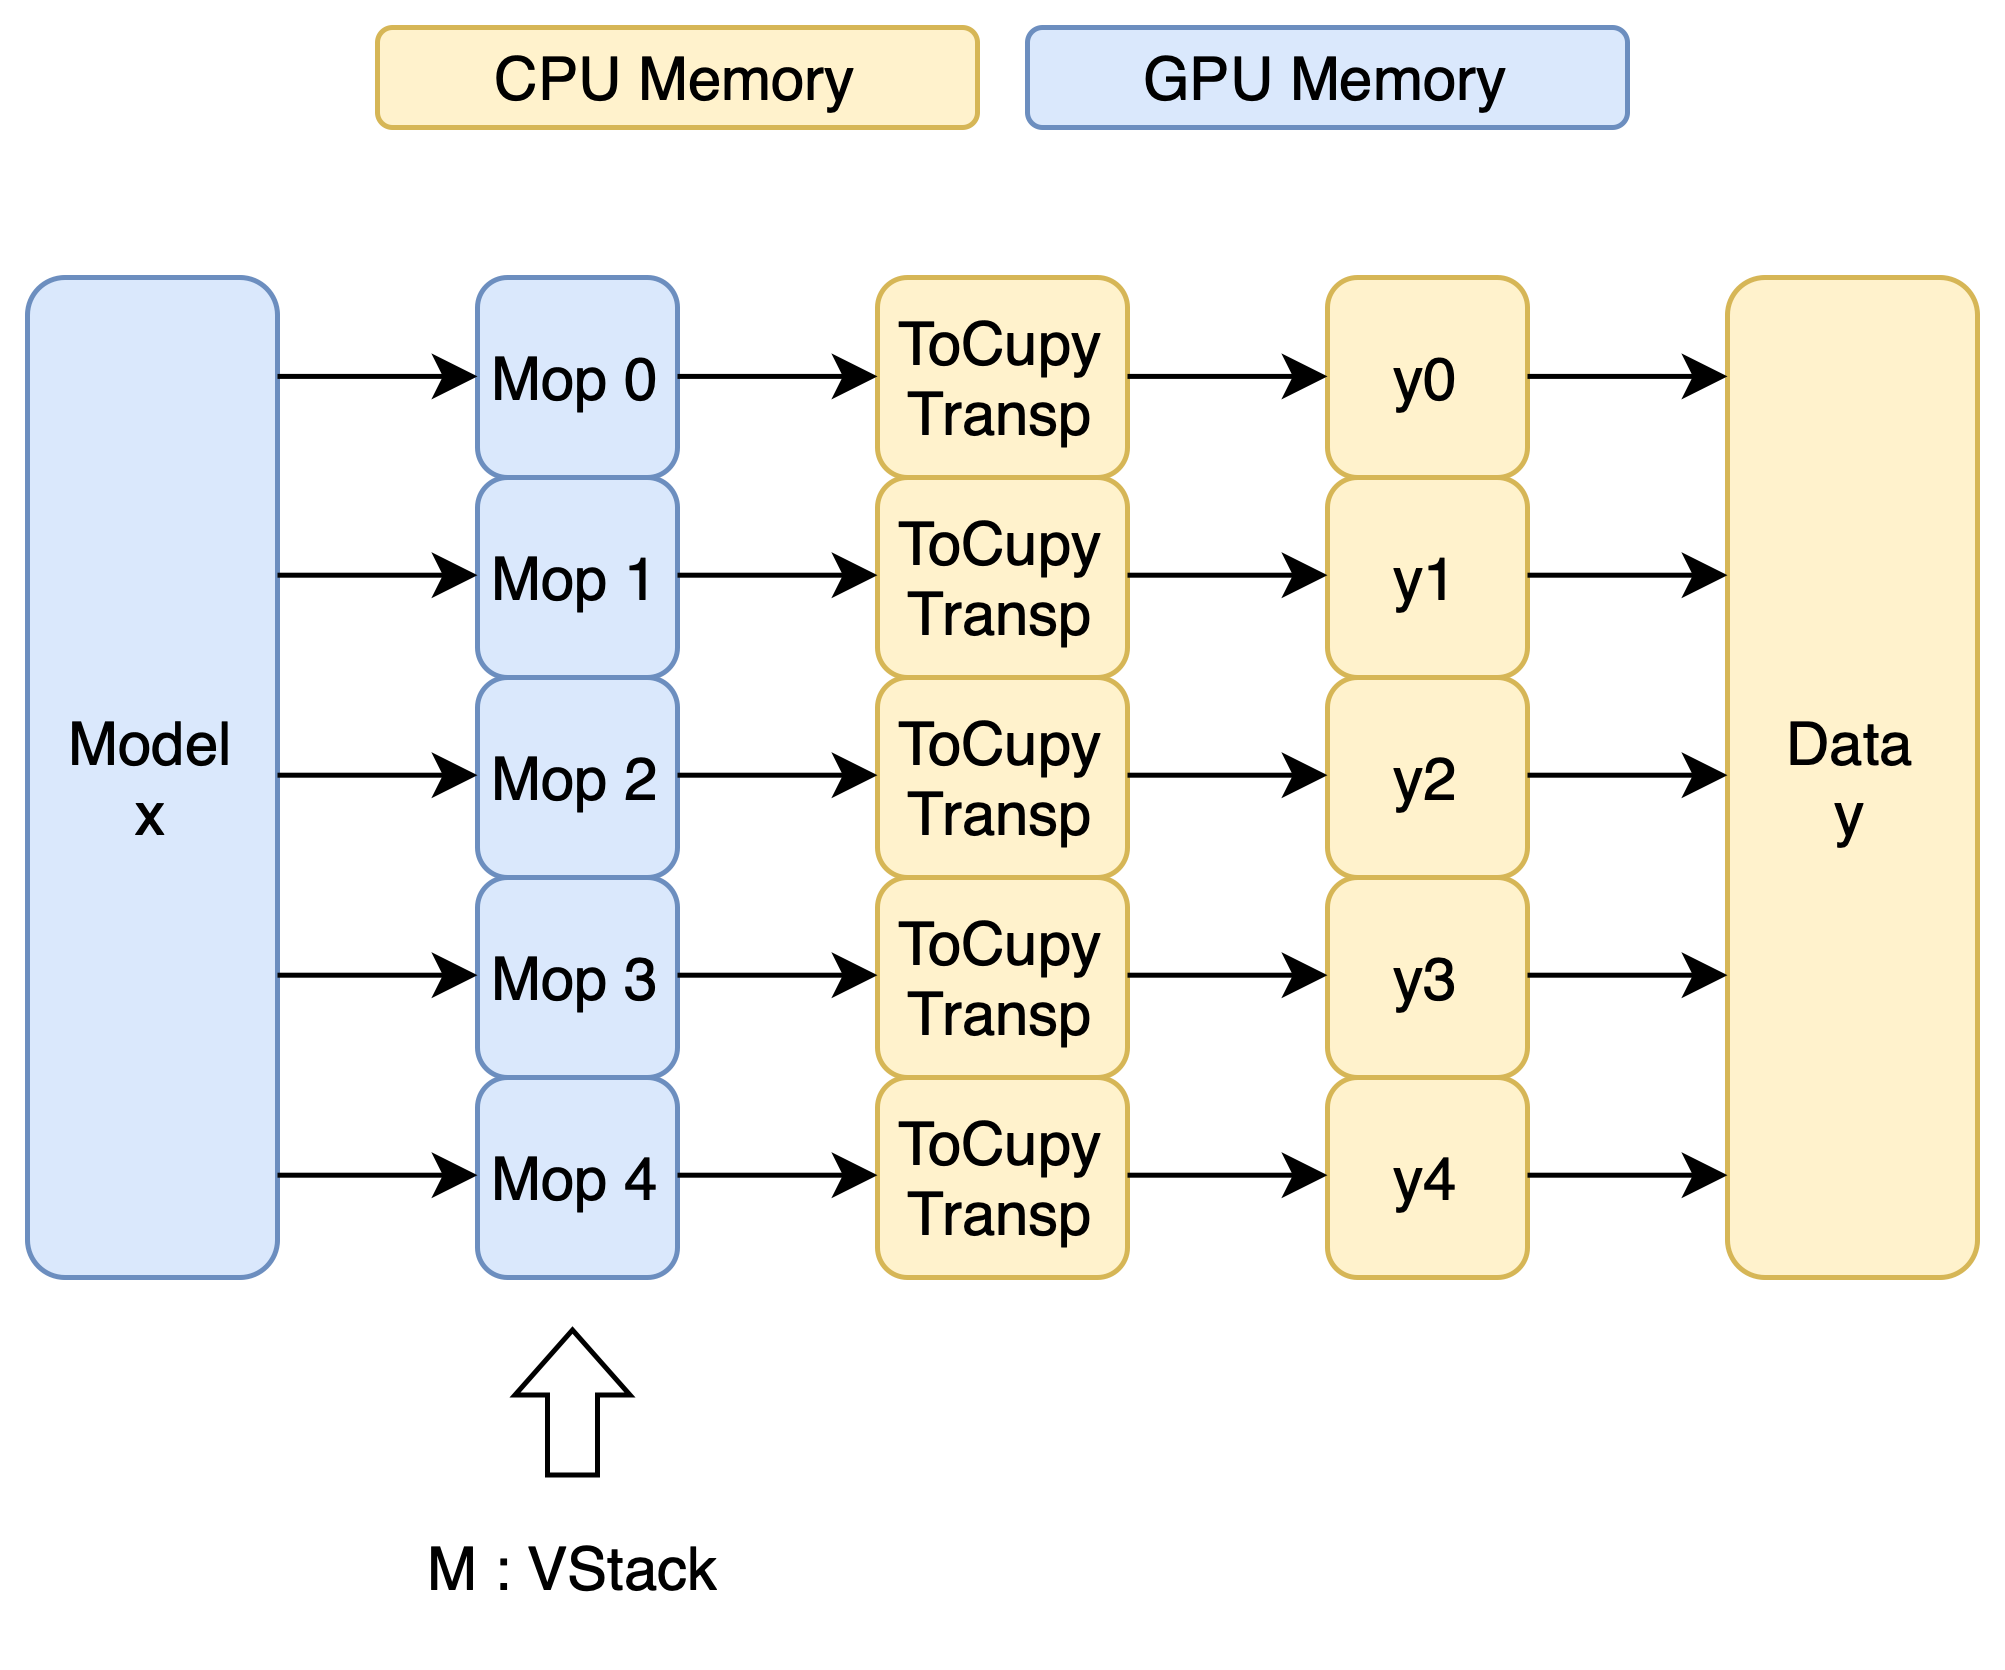 CPU Memory
GPU Memory
Model
x
Mop 0
ToCupy
Transp
y0
Mop 1
ToCupy
Transp
y1
Mop 2
ToCupy
Transp
y2
Mop 3
ToCupy
Transp
y3
Mop 4
ToCupy
Transp
y4
Data
y
M : VStack